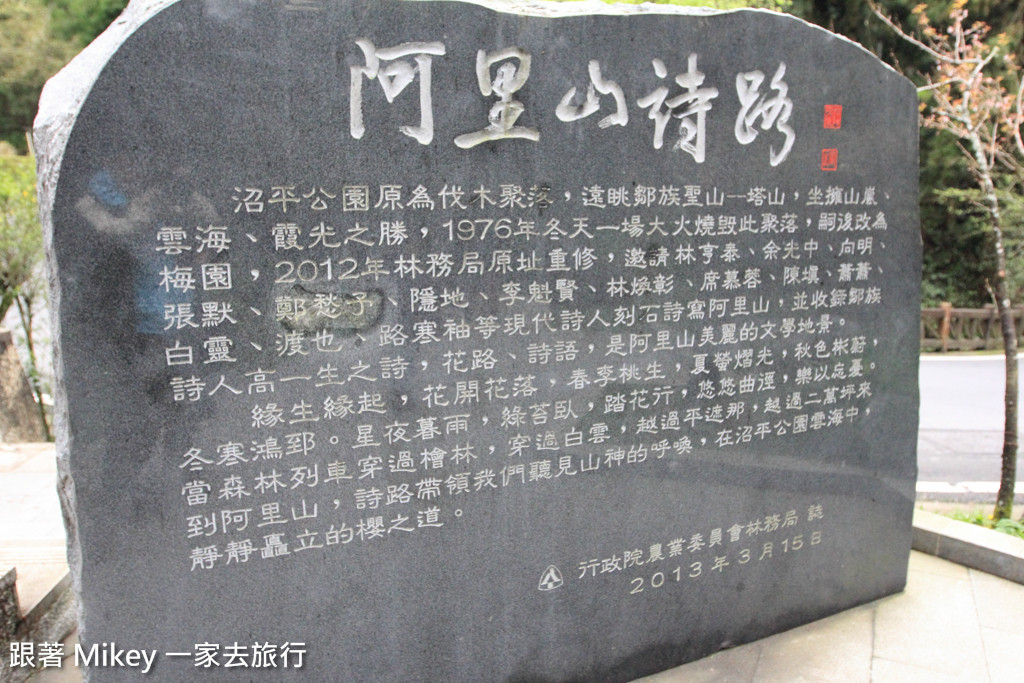 阿里山詩路
沼平公園原為伐木聚落，遠眺鄒族聖山--塔山，坐擁山嵐、
雲海、霞光之勝，1976年冬天一場大火燒毀此聚落，嗣後改為
梅園，2012年林務局原址重修，邀請林亨泰、余光中、向明、
張默、鄭愁予、隱地、李魁賢、林煥彰、席慕蓉、陳填、蕭蕭、
白靈、渡也、路寒袖等現代詩人刻石詩寫阿里山，並收錄鄒族
詩人高一生之詩，花路、詩語，是阿里山美麗的文學地景。
緣生緣起，花開花落，春李桃生，夏螢熠光，秋色彬蔚，
冬寒鴻郅。星夜暮雨，綠苔臥，踏花行，悠悠曲逕，樂以忘憂。
當森林列車穿過檜林，穿過白雲，越過平遮那，越過二萬坪來
到阿里山，詩路帶領我們聽見山神的呼喚，在沼平公園雲海中，
靜靜矗立的櫻之道。
行政院農業委員會林務局 誌
2013年3月15日
跟著 Mikey 一家去旅行